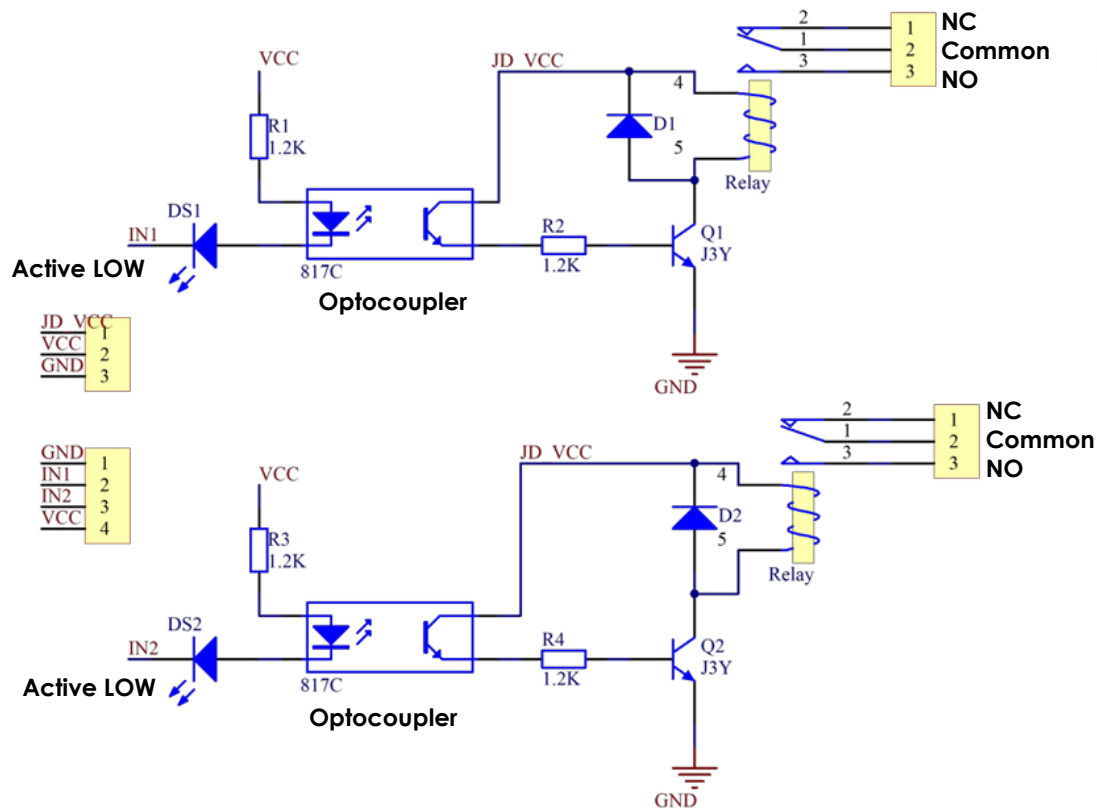 2 1 NC
VCC JD_VCC 1 2 Common
3 3 NO
4
R1
1.2K
D1
5
Relay
DS1
R2
Q1
IN1
J3Y
Active LOW
817C
1.2K
Optocoupler
JD_VCC
1
VCC
2
GND
3
GND
2 1 NC
1 2 Common
3 3 NO
GND
1
IN1
2
IN2
3
VCC
4
VCC
JD_VCC
4
R3
1.2K
D2
5
Relay
DS2
R4
Q2
IN2
J3Y
Active LOW
817C
1.2K
Optocoupler
GND